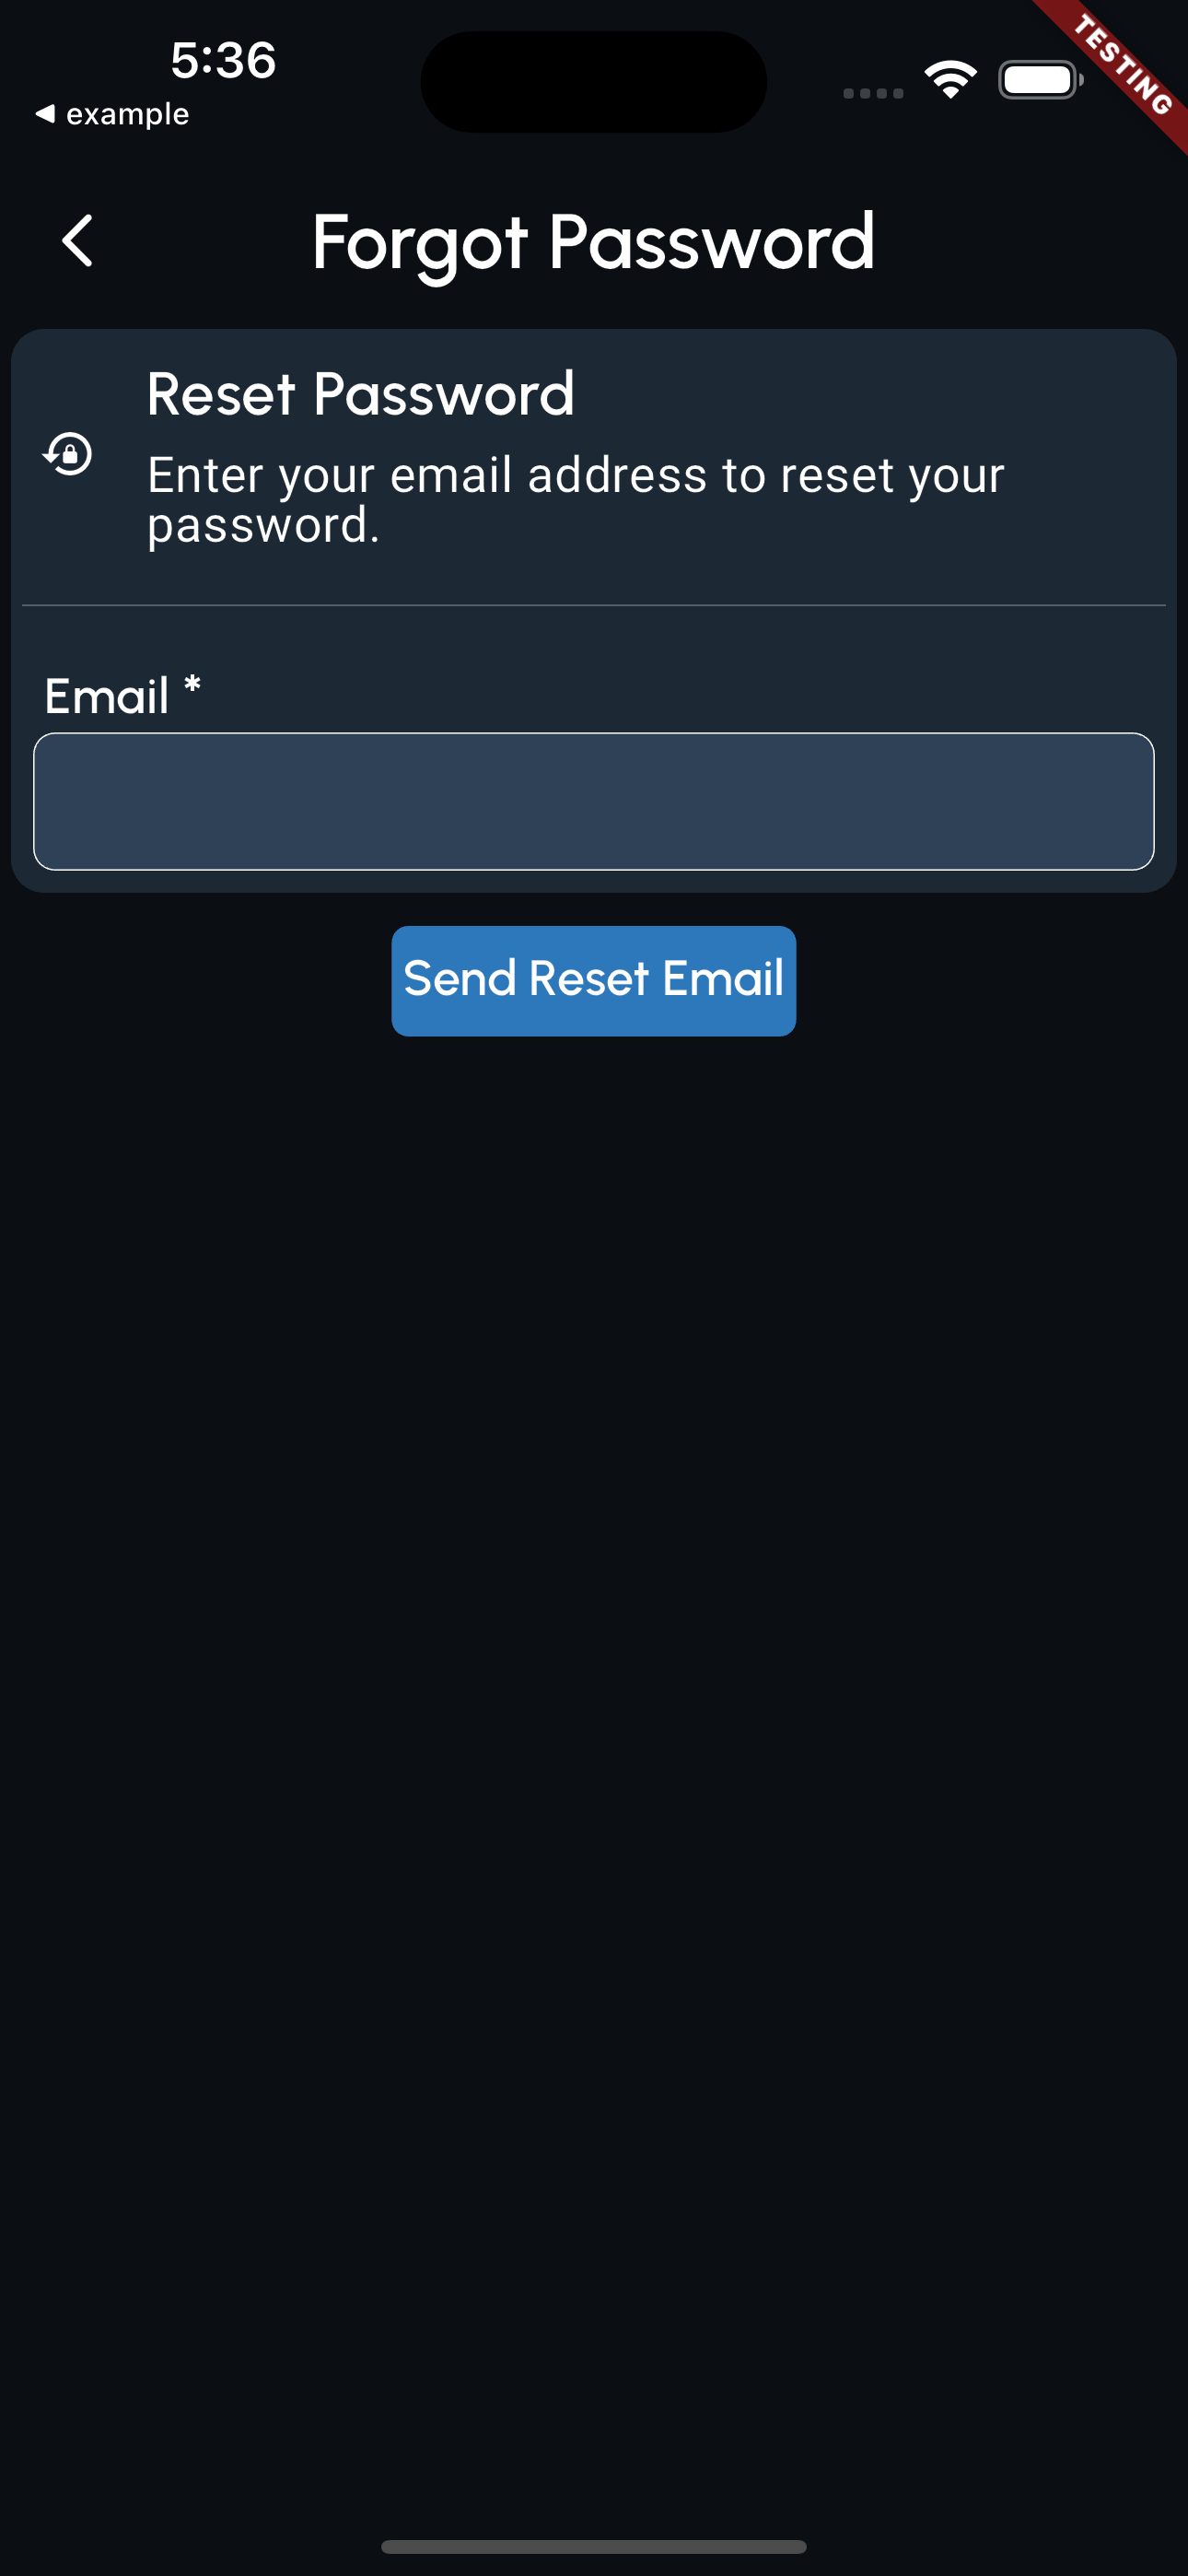 5:36
TESTING
◀ example
Forgot Password
Reset Password
Enter your email address to reset your
password.
Email *
Send Reset Email